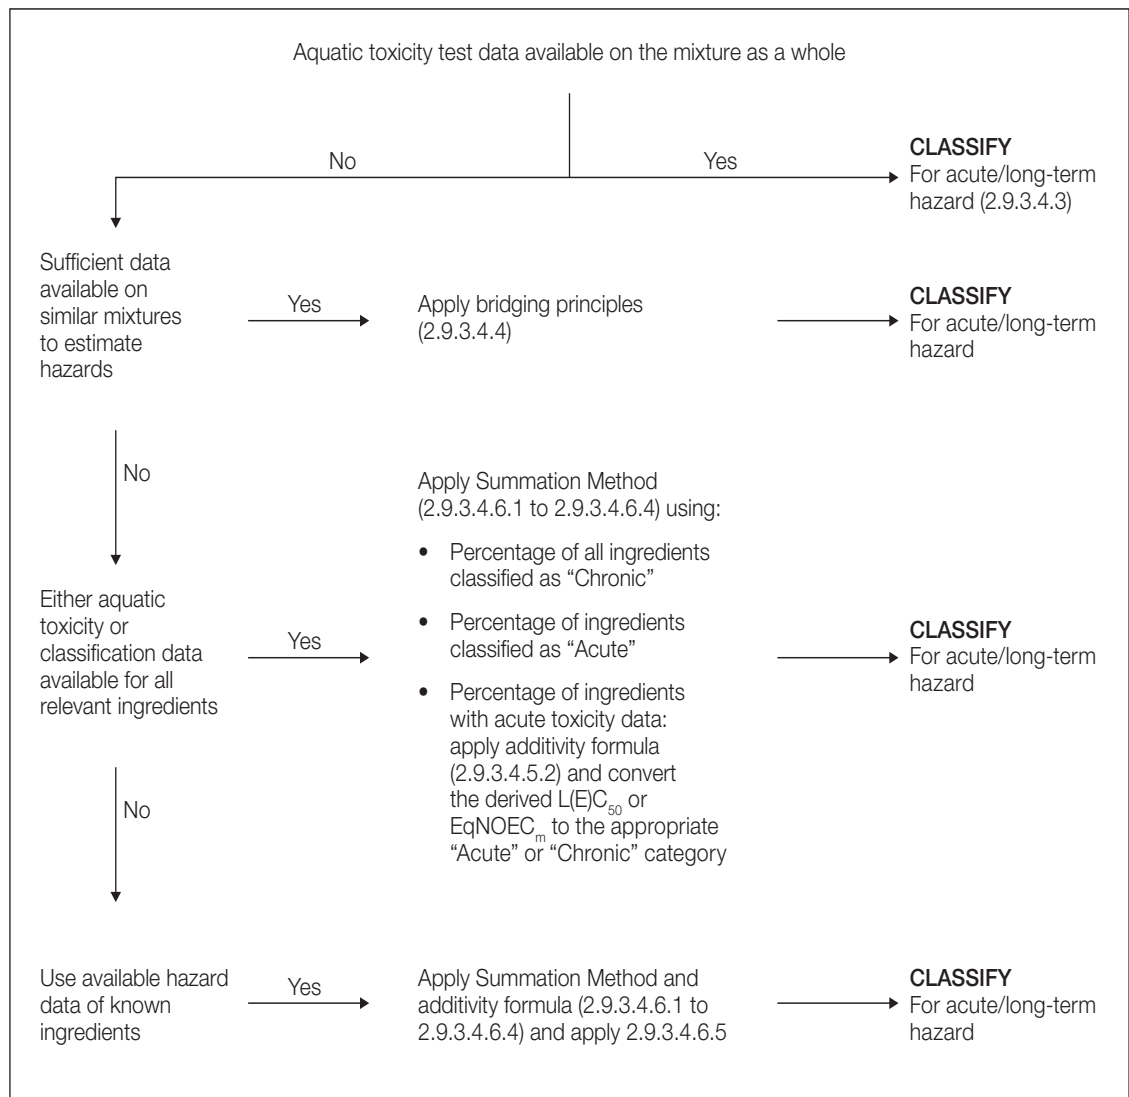 Aquatic toxicity test data available on the mixture as a whole
No
Yes
CLASSIFY
For acute/long-term
hazard (2.9.3.4.3)
Sufficient data
available on
similar mixtures
to estimate
hazards
Yes
Apply bridging principles
(2.9.3.4.4)
CLASSIFY
For acute/long-term
hazard
No
Either aquatic
toxicity or
classification data
available for all
relevant ingredients
Yes
Apply Summation Method
(2.9.3.4.6.1 to 2.9.3.4.6.4) using:
• Percentage of all ingredients
classified as “Chronic”
• Percentage of ingredients
classified as “Acute”
• Percentage of ingredients
with acute toxicity data:
apply additivity formula
(2.9.3.4.5.2) and convert
the derived L(E)C50 or
EqNOECm to the appropriate
“Acute” or “Chronic” category
CLASSIFY
For acute/long-term
hazard
No
Use available hazard
data of known
ingredients
Yes
Apply Summation Method and
additivity formula (2.9.3.4.6.1 to
2.9.3.4.6.4) and apply 2.9.3.4.6.5
CLASSIFY
For acute/long-term
hazard